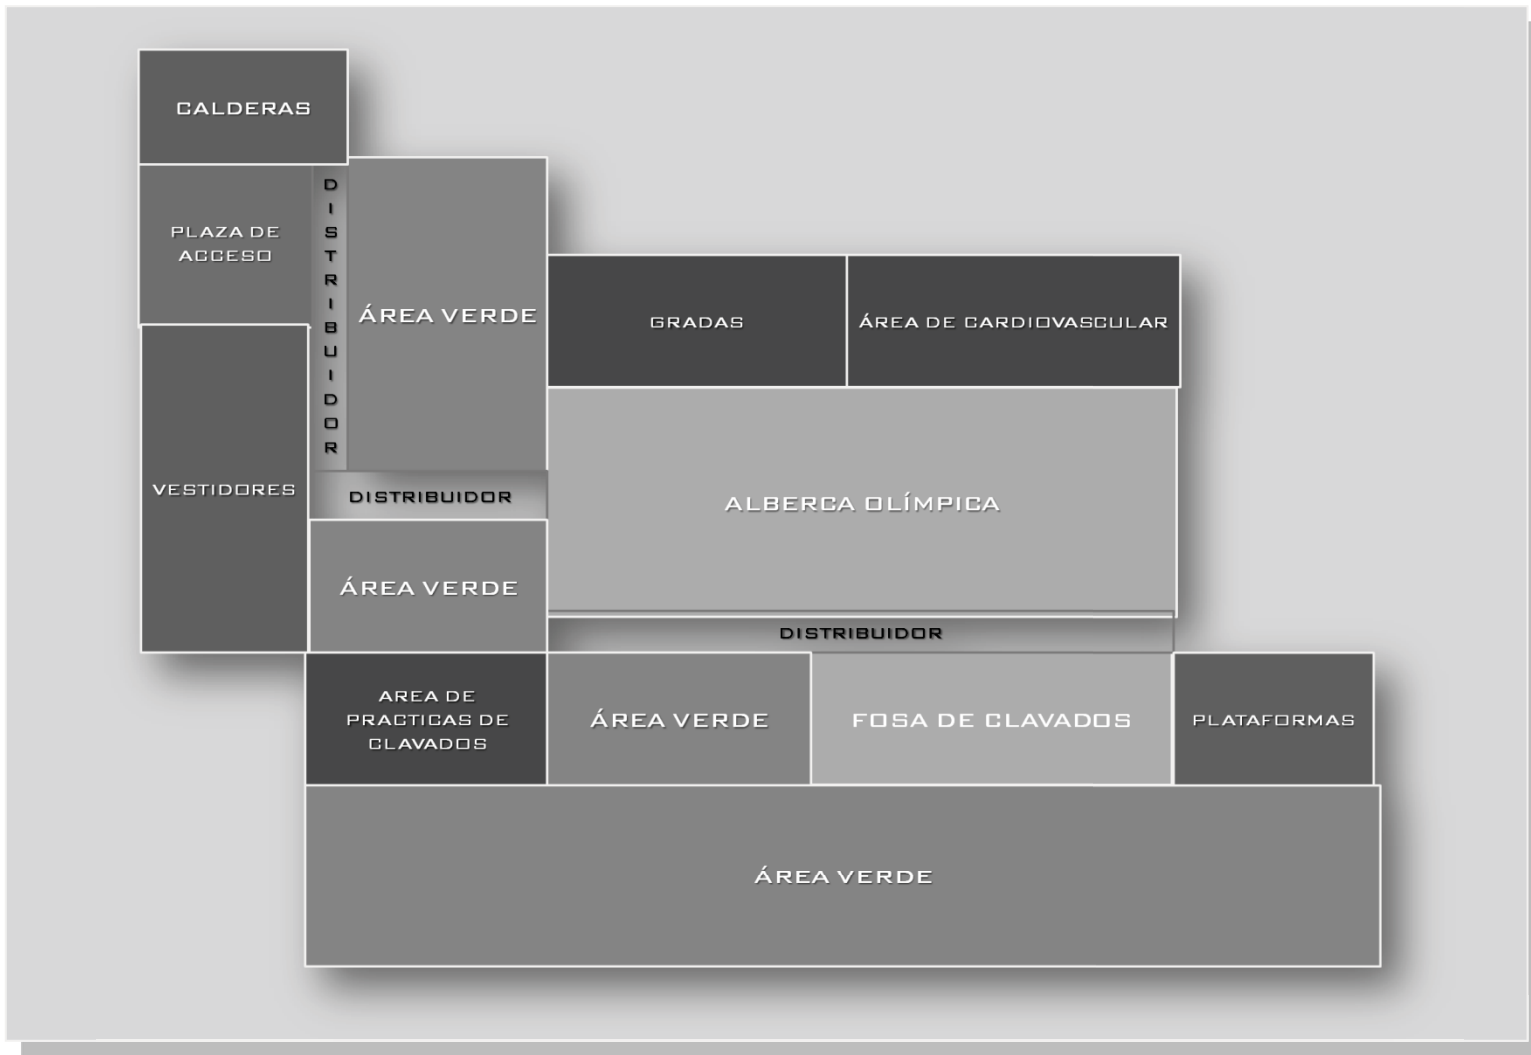 CALDERAS
PLAZA DE
ACCESO
DISTRIBUIDOR
ÁREA VERDE
GRADAS
ÁREA DE CARDIOVASCULAR
VESTIDORES
DISTRIBUIDOR
ALBERCA OLÍMPICA
ÁREA VERDE
DISTRIBUIDOR
AREA DE
PRACTICAS DE
CLAVADOS
ÁREA VERDE
FOSA DE CLAVADOS
PLATAFORMAS
ÁREA VERDE